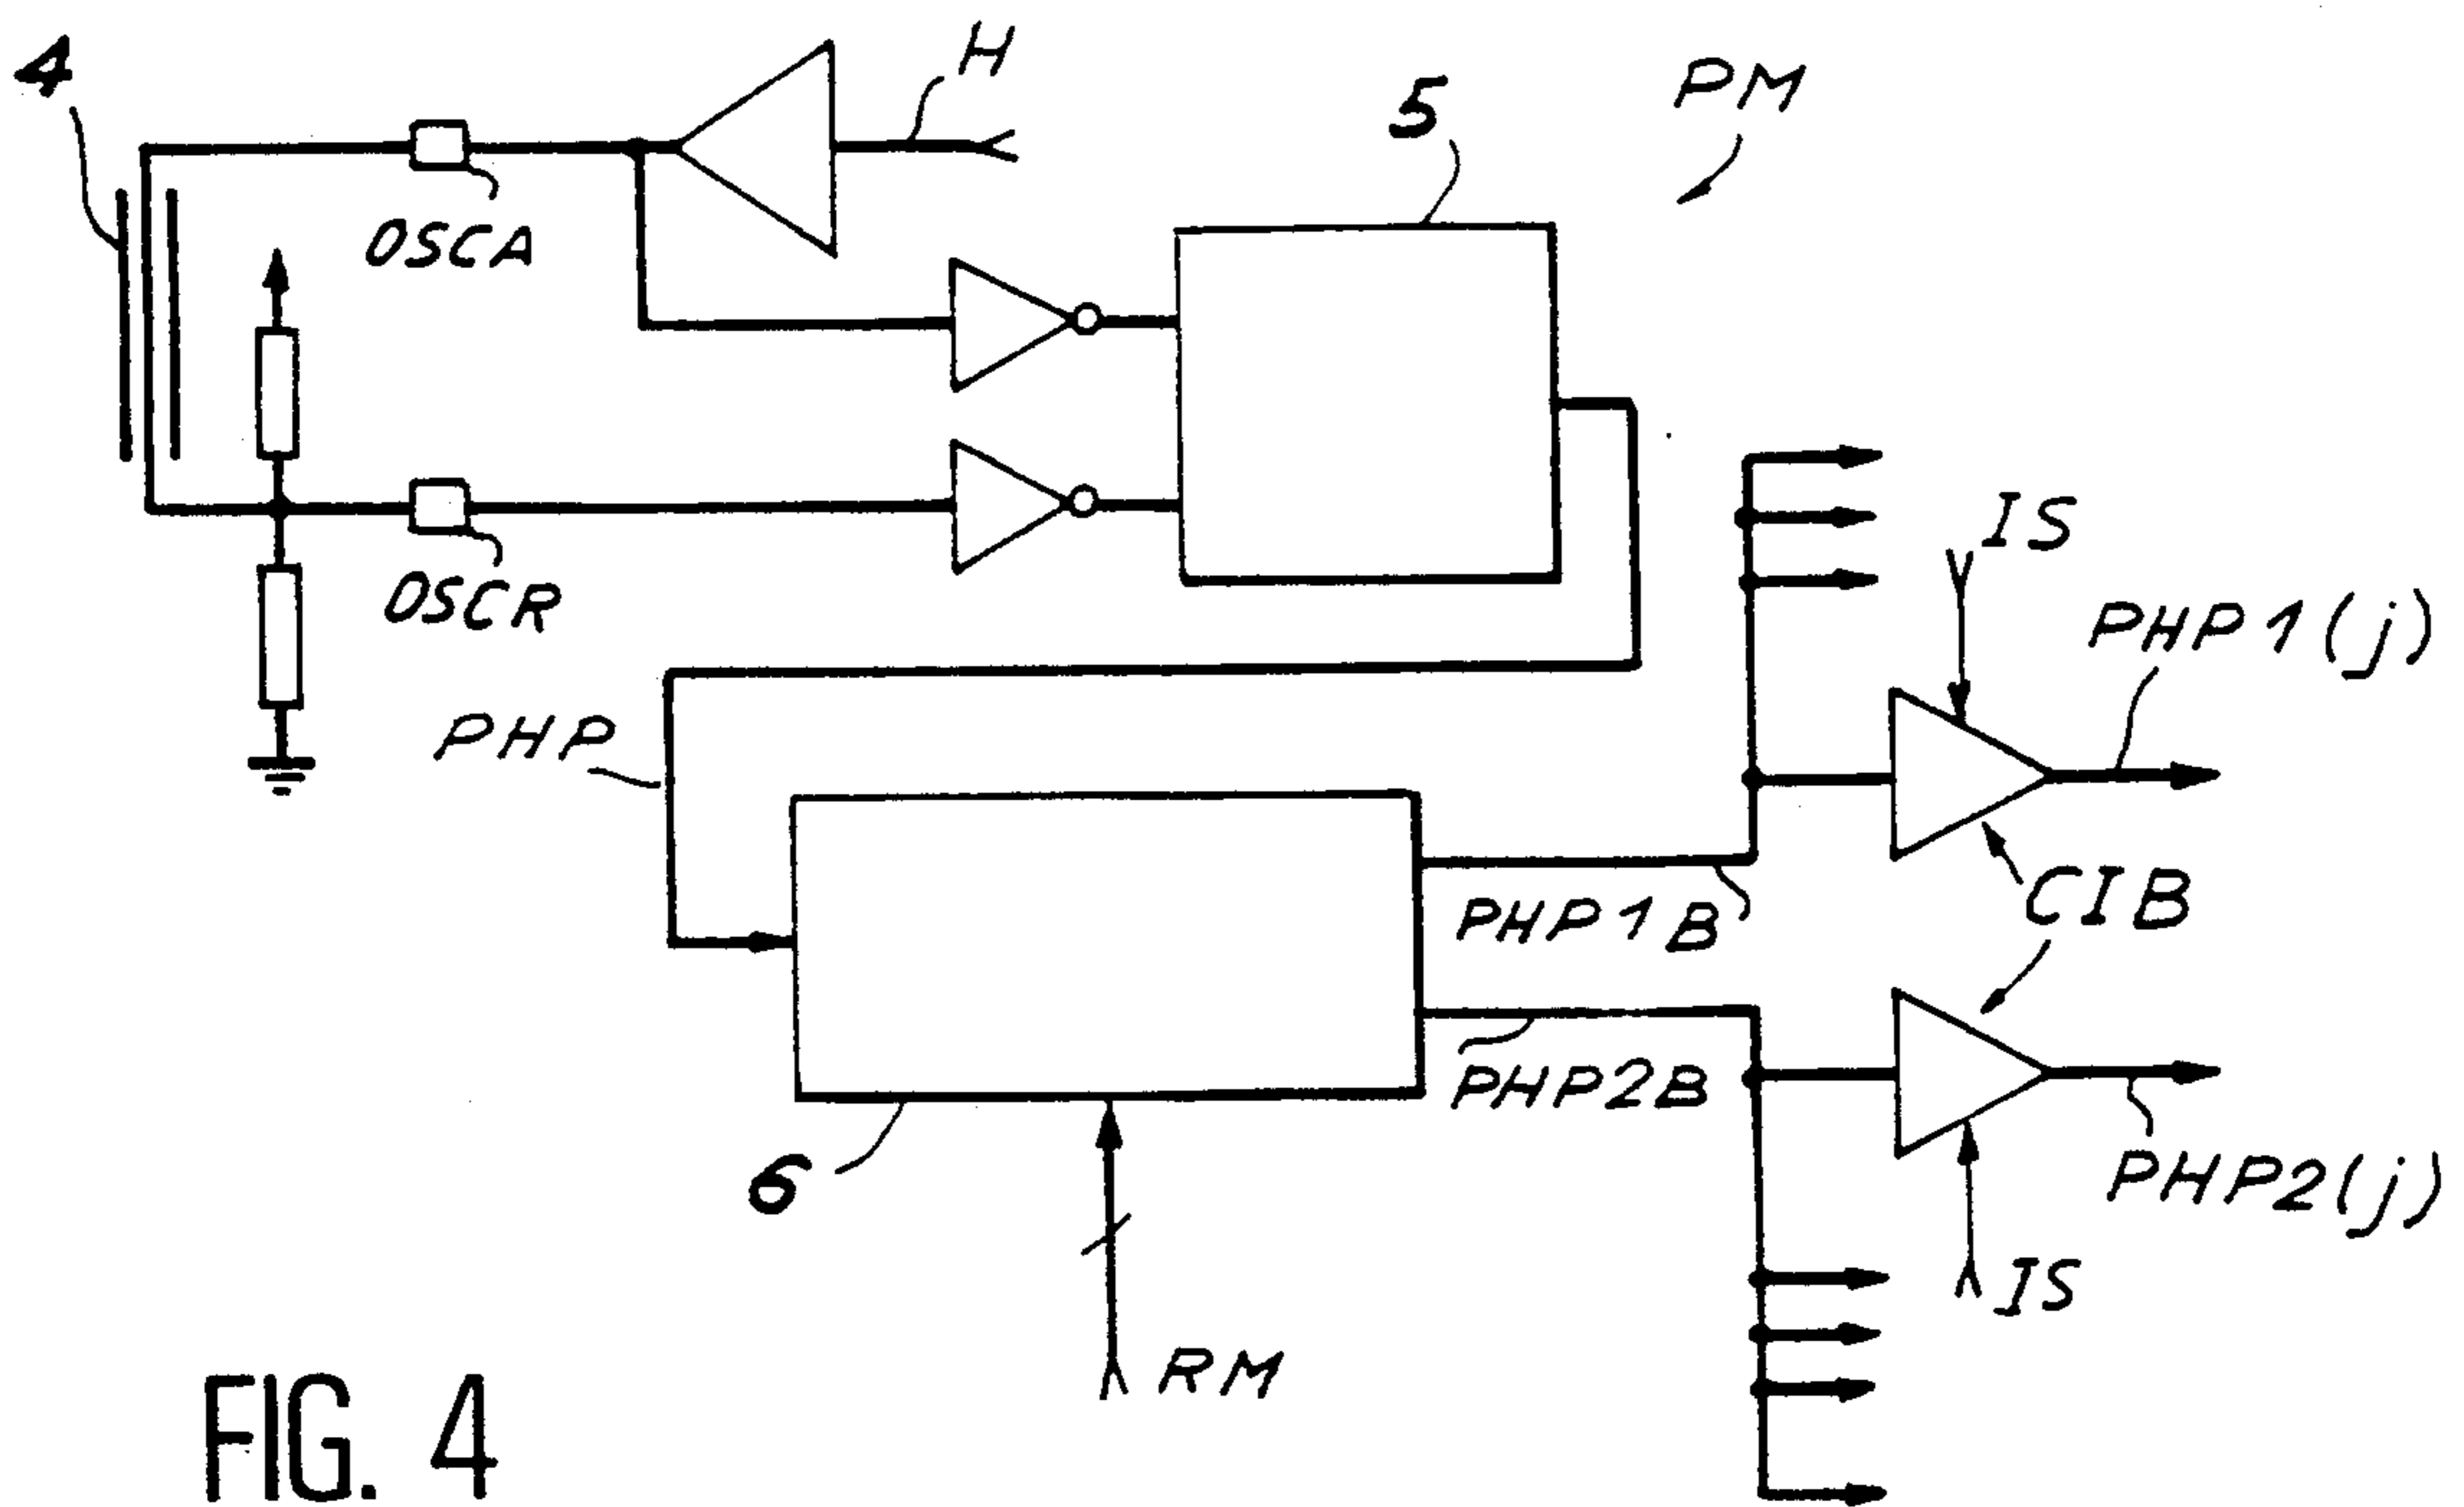 4
H
PM
5
OSCA
IS
OSCR
PHP1(j)
PHP
CIB
PHP1B
PHP2B
6
PHP2(j)
IS
RM
FIG. 4